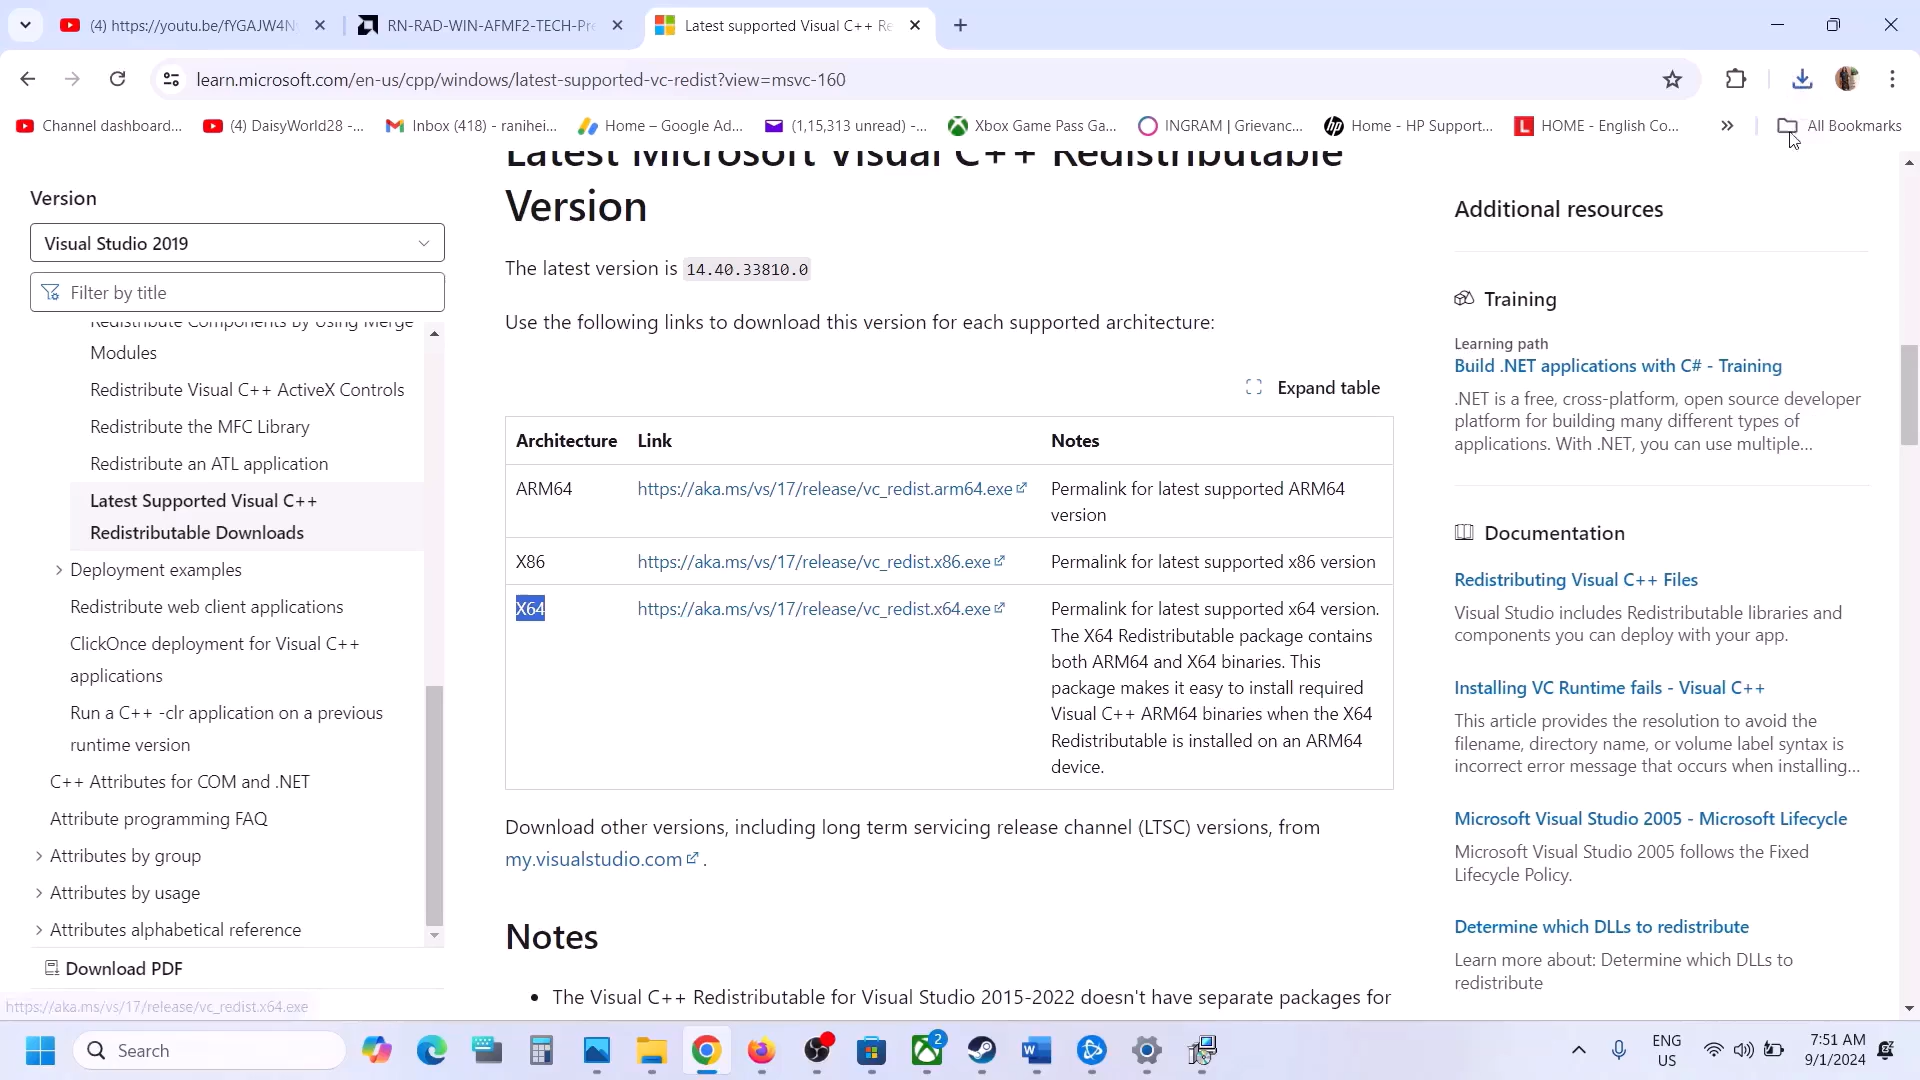 (4) https://youtu.be/fYGAJW4N
RN-RAD-WIN-AFMF2-TECH-Pre
Latest supported Visual C++ Re
learn.microsoft.com/en-us/cpp/windows/latest-supported-vc-redist?view=msvc-160
Channel dashboard...
(4) DaisyWorld28 -...
Inbox (418) - ranihei...
Home – Google Ad...
(1,15,313 unread) -...
Xbox Game Pass Ga...
INGRAM | Grievanc...
Home - HP Support...
HOME - English Co...
All Bookmarks
Latest Microsoft Visual C++ Redistributable
Version
The latest version is 14.40.33810.0
Use the following links to download this version for each supported architecture:
Expand table
Architecture Link Notes
ARM64 https://aka.ms/vs/17/release/vc_redist.arm64.exe Permalink for latest supported ARM64
version
X86 https://aka.ms/vs/17/release/vc_redist.x86.exe Permalink for latest supported x86 version
X64 https://aka.ms/vs/17/release/vc_redist.x64.exe Permalink for latest supported x64 version.
The X64 Redistributable package contains
both ARM64 and X64 binaries. This
package makes it easy to install required
Visual C++ ARM64 binaries when the X64
Redistributable is installed on an ARM64
device.
Download other versions, including long term servicing release channel (LTSC) versions, from
my.visualstudio.com .
Notes
• The Visual C++ Redistributable for Visual Studio 2015-2022 doesn't have separate packages for
Version
Visual Studio 2019
Filter by title
Redistribute Components by Using Merge
Modules
Redistribute Visual C++ ActiveX Controls
Redistribute the MFC Library
Redistribute an ATL application
Latest Supported Visual C++
Redistributable Downloads
Deployment examples
Redistribute web client applications
ClickOnce deployment for Visual C++
applications
Run a C++ -clr application on a previous
runtime version
C++ Attributes for COM and .NET
Attribute programming FAQ
Attributes by group
Attributes by usage
Attributes alphabetical reference
Download PDF
https://aka.ms/vs/17/release/vc_redist.x64.exe
Additional resources
Training
Learning path
Build .NET applications with C# - Training
.NET is a free, cross-platform, open source developer
platform for building many different types of
applications. With .NET, you can use multiple...
Documentation
Redistributing Visual C++ Files
Visual Studio includes Redistributable libraries and
components you can deploy with your app.
Installing VC Runtime fails - Visual C++
This article provides the resolution to avoid the
filename, directory name, or volume label syntax is
incorrect error message that occurs when installing...
Microsoft Visual Studio 2005 - Microsoft Lifecycle
Microsoft Visual Studio 2005 follows the Fixed
Lifecycle Policy.
Determine which DLLs to redistribute
Learn more about: Determine which DLLs to
redistribute
Search
2
ENG
US
7:51 AM
9/1/2024